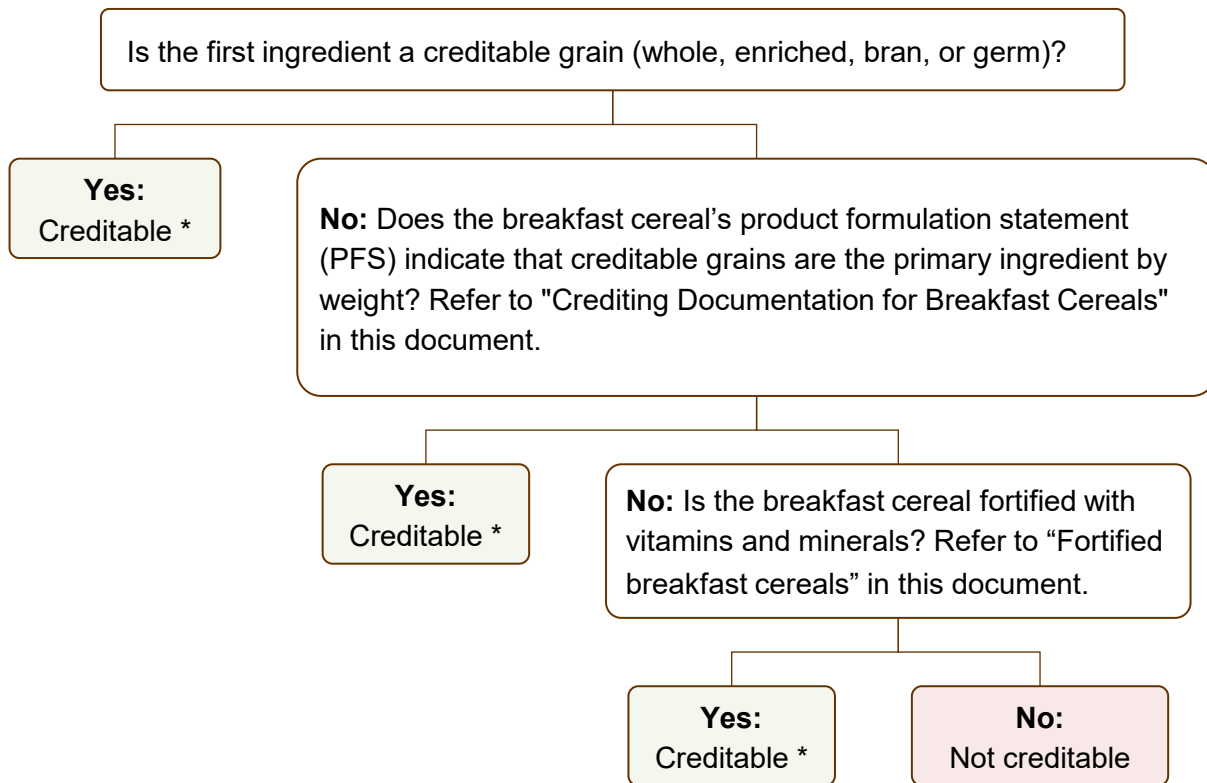 Is the first ingredient a creditable grain (whole, enriched, bran, or germ)?
Yes:
Creditable *
No: Does the breakfast cereal’s product formulation statement
(PFS) indicate that creditable grains are the primary ingredient by
weight? Refer to "Crediting Documentation for Breakfast Cereals"
in this document.
Yes:
Creditable *
No: Is the breakfast cereal fortified with
vitamins and minerals? Refer to “Fortified
breakfast cereals” in this document.
Yes:
Creditable *
No:
Not creditable